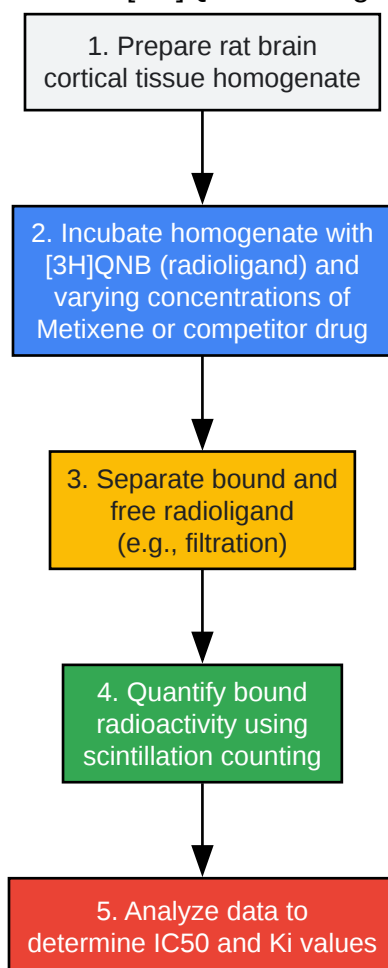 1. Prepare rat brain
cortical tissue homogenate
2. Incubate homogenate with
[3H]QNB (radioligand) and
varying concentrations of
Metixene or competitor drug
3. Separate bound and
free radioligand
(e.g., filtration)
4. Quantify bound
radioactivity using
scintillation counting
5. Analyze data to
determine IC50 and Ki values